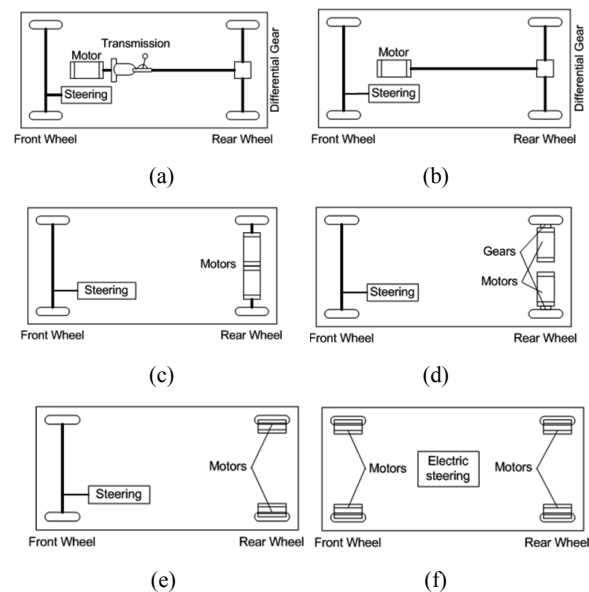 Transmission
Motor
Steering
Differential Gear
Front Wheel
Rear Wheel
(a)
Motor
Steering
Differential Gear
Front Wheel
Rear Wheel
(b)
Motors
Steering
Front Wheel
Rear Wheel
(c)
Gears
Motors
Steering
Front Wheel
Rear Wheel
(d)
Motors
Steering
Front Wheel
Rear Wheel
(e)
Motors
Electric
steering
Motors
Front Wheel
Rear Wheel
(f)